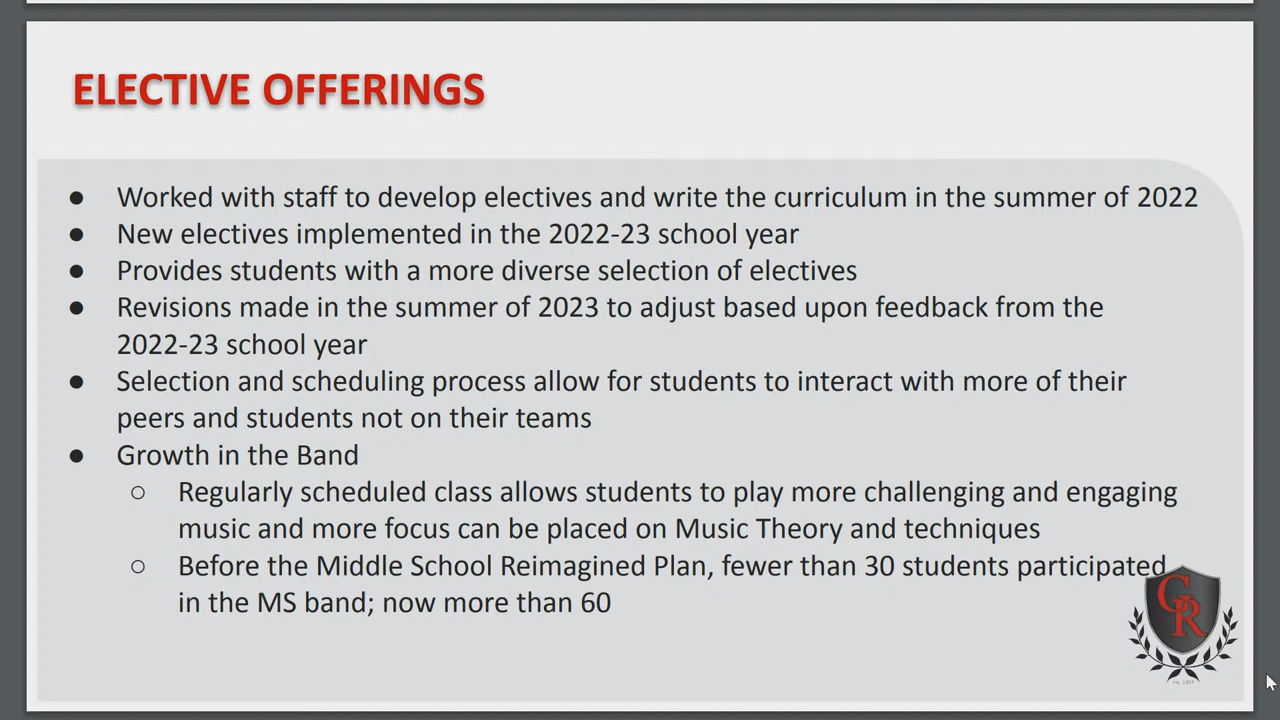 ELECTIVE OFFERINGS
● Worked with staff to develop electives and write the curriculum in the summer of 2022
● New electives implemented in the 2022-23 school year
● Provides students with a more diverse selection of electives
● Revisions made in the summer of 2023 to adjust based upon feedback from the
2022-23 school year
● Selection and scheduling process allow for students to interact with more of their
peers and students not on their teams
● Growth in the Band
○ Regularly scheduled class allows students to play more challenging and engaging
music and more focus can be placed on Music Theory and techniques
○ Before the Middle School Reimagined Plan, fewer than 30 students participated
in the MS band; now more than 60
GR